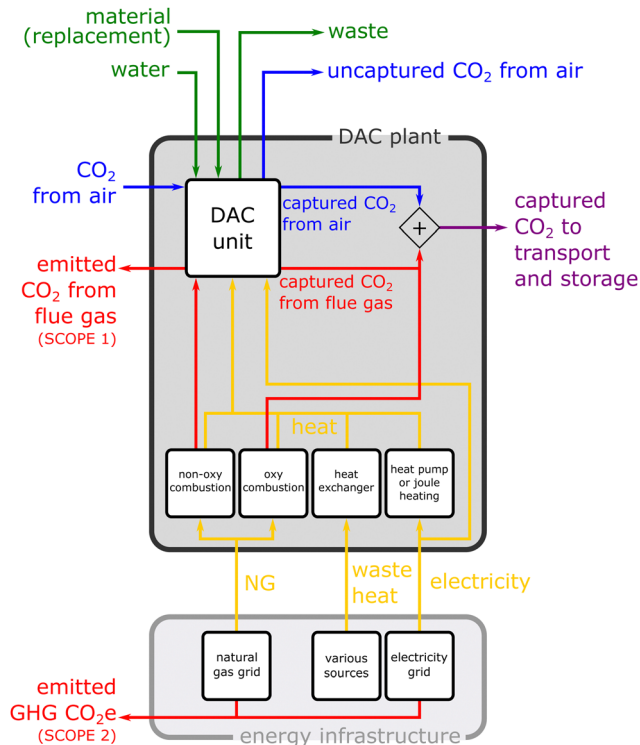 material
(replacement)
water
waste
uncaptured CO₂ from air
DAC plant
CO₂
from air
DAC
unit
captured CO₂
from air
+
captured
CO₂ to
transport
and storage
emitted
CO₂ from
flue gas
(SCOPE 1)
captured CO₂
from flue gas
heat
non-oxy
combustion
oxy
combustion
heat
exchanger
heat pump
or joule
heating
NG
waste
heat
electricity
natural
gas grid
various
sources
electricity
grid
emitted
GHG CO₂e
(SCOPE 2)
energy infrastructure